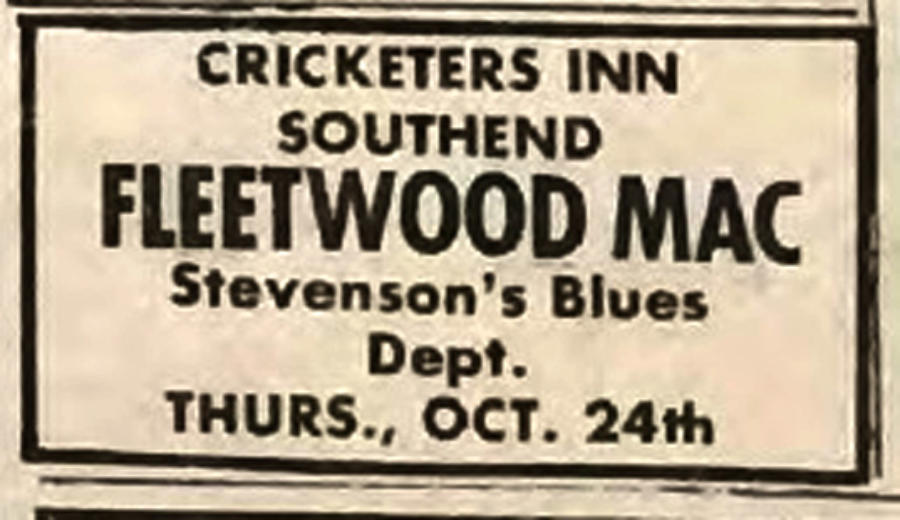 CRICKETERS INN
SOUTHEND
FLEETWOOD MAC
Stevenson's Blues
Dept.
THURS., OCT. 24th